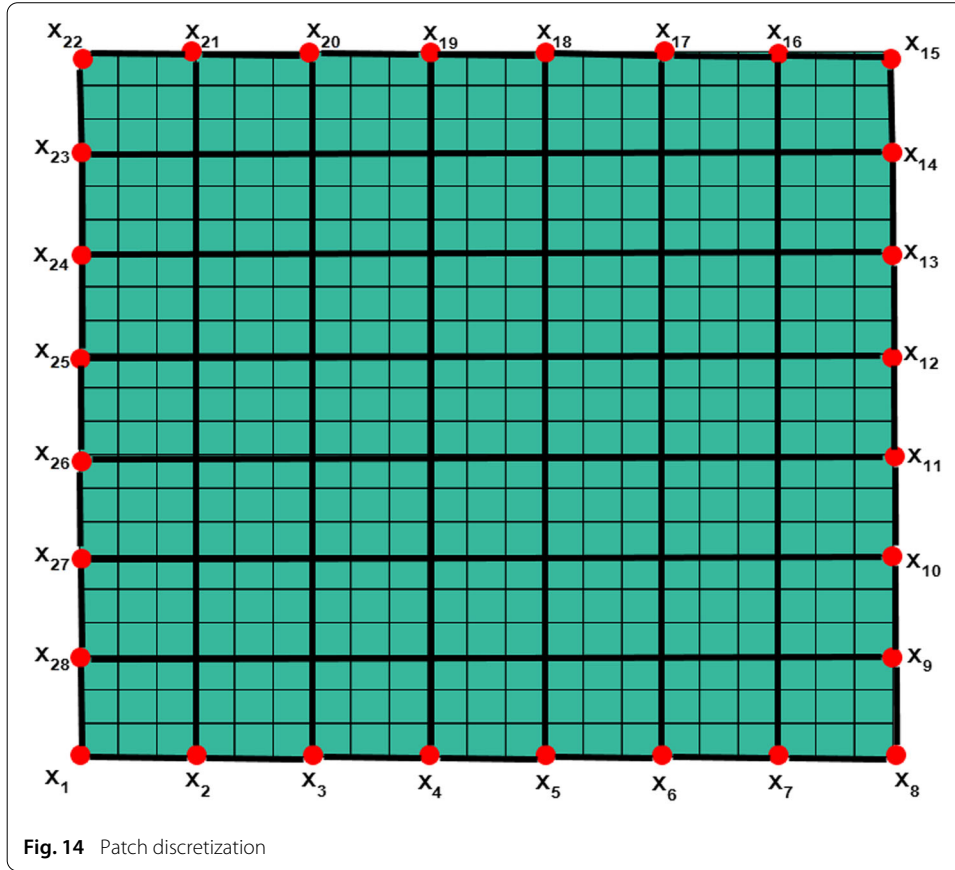 X₂₂ X₂₁ X₂₀ X₁₉ X₁₈ X₁₇ X₁₆ X₁₅
X₂₃ X₁₄
X₂₄ X₁₃
X₂₅ X₁₂
X₂₆ X₁₁
X₂₇ X₁₀
X₂₈ X₉
X₁ X₂ X₃ X₄ X₅ X₆ X₇ X₈
Fig. 14 Patch discretization